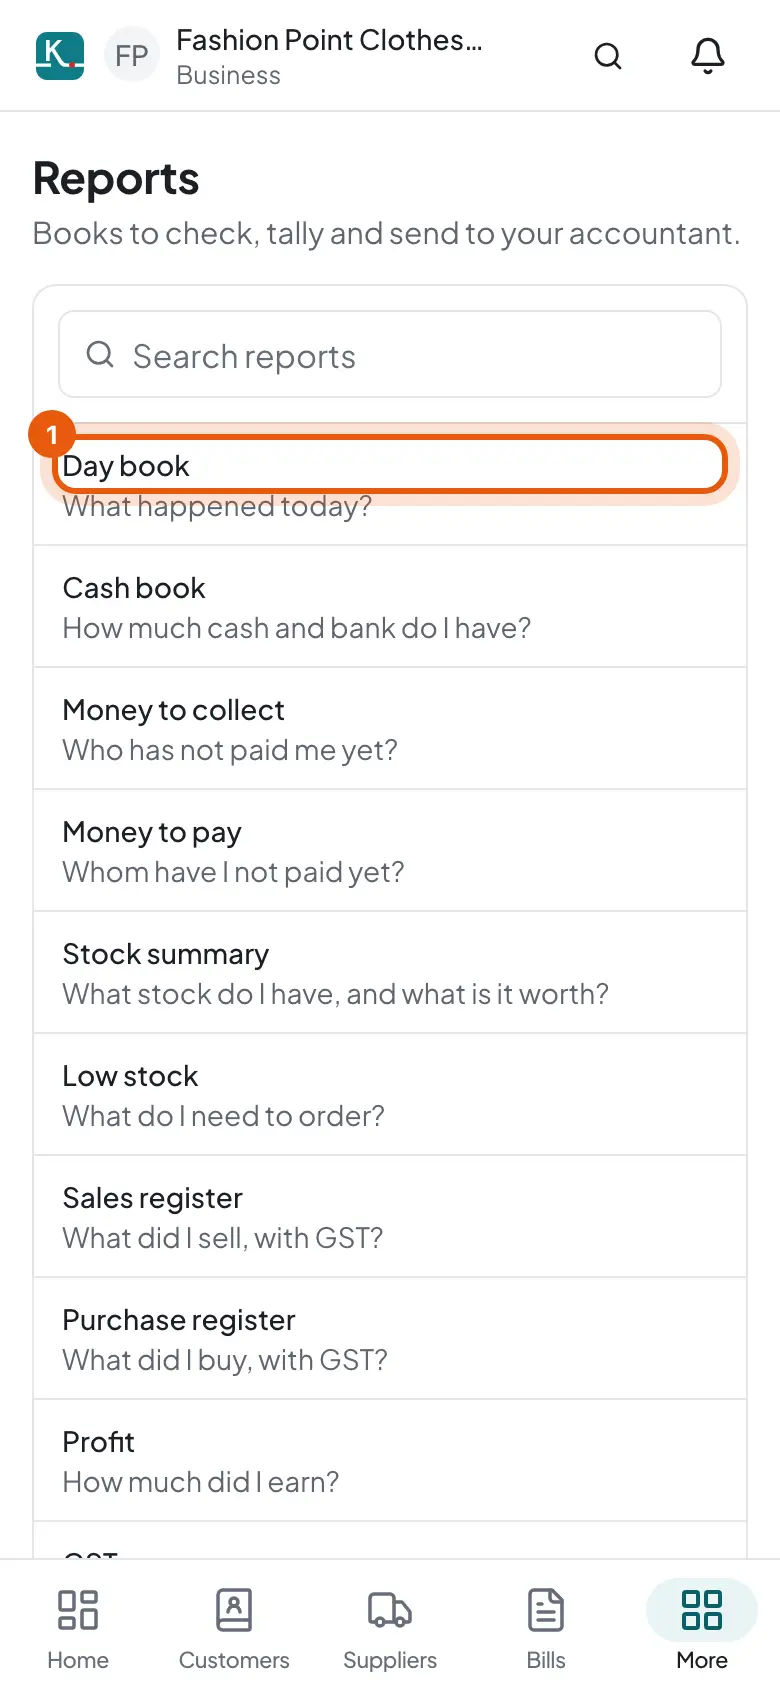 K.
FP
Fashion Point Clothes...
Business
Reports
Books to check, tally and send to your accountant.
Search reports
1
Day book
What happened today?
Cash book
How much cash and bank do I have?
Money to collect
Who has not paid me yet?
Money to pay
Whom have I not paid yet?
Stock summary
What stock do I have, and what is it worth?
Low stock
What do I need to order?
Sales register
What did I sell, with GST?
Purchase register
What did I buy, with GST?
Profit
How much did I earn?
Home
Customers
Suppliers
Bills
More